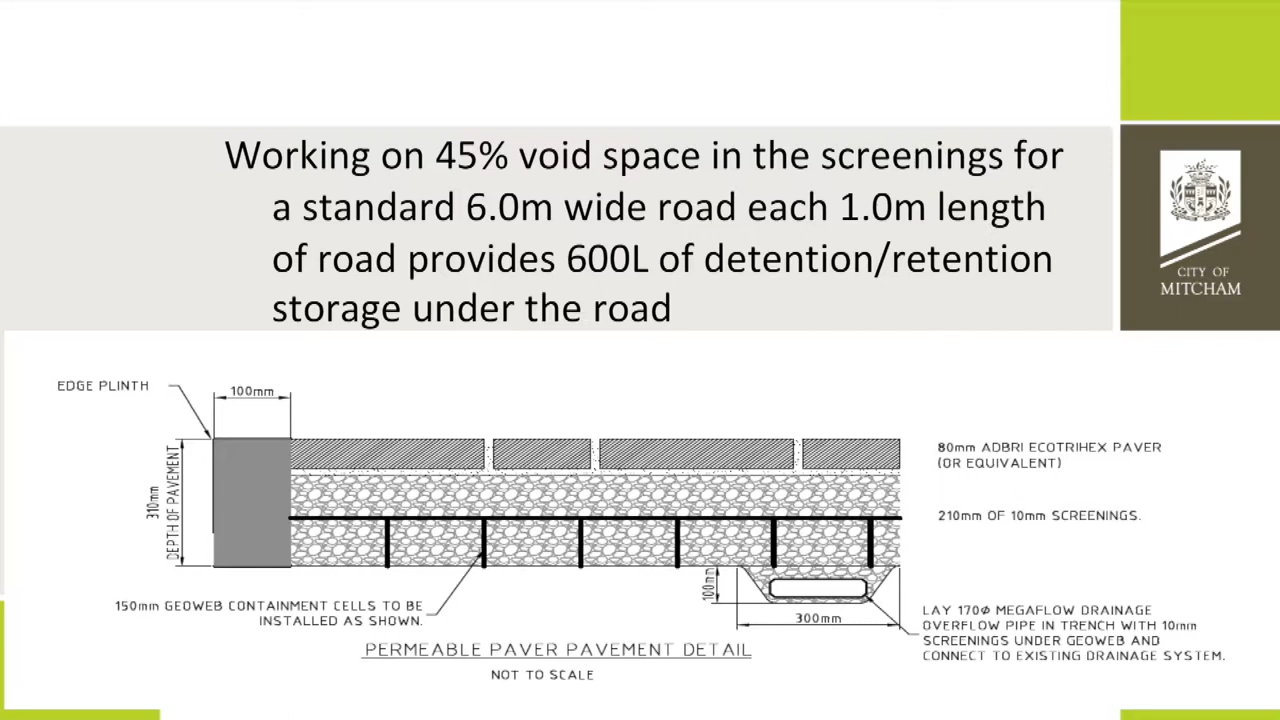 Working on 45% void space in the screenings for
a standard 6.0m wide road each 1.0m length
of road provides 600L of detention/retention
storage under the road
CITY OF
MITCHAM
EDGE PLINTH
100mm
310mm
DEPTH OF PAVEMENT
80mm ADBRI ECOTRIHEX PAVER
(OR EQUIVALENT)
210mm OF 10mm SCREENINGS.
150mm GEOWEB CONTAINMENT CELLS TO BE
INSTALLED AS SHOWN.
100mm
300mm
LAY 170Ø MEGAFLOW DRAINAGE
OVERFLOW PIPE IN TRENCH WITH 10mm
SCREENINGS UNDER GEOWEB AND
CONNECT TO EXISTING DRAINAGE SYSTEM.
PERMEABLE PAVER PAVEMENT DETAIL
NOT TO SCALE